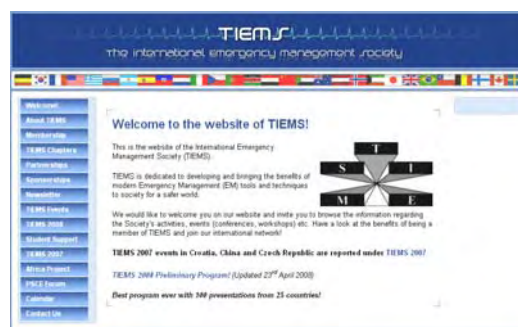 TIEMS
The International Emergency Management Society
Welcome!
About TIEMS
Membership
TIEMS Chapters
Partnerships
Sponsorships
Newsletter
TIEMS Events
TIEMS 2008
Student Support
TIEMS 2007
Africa Project
PSCE Forum
Calendar
Contact Us
Welcome to the website of TIEMS!
This is the website of the International Emergency
Management Society (TIEMS).
TIEMS is dedicated to developing and bringing the benefits of
modern Emergency Management (EM) tools and techniques
to society for a safer world.
T
S I
M E
We would like to welcome you on our website and invite you to browse the information regarding
the Society's activities, events (conferences, workshops) etc. Have a look at the benefits of being a
member of TIEMS and join our international network!
TIEMS 2007 events in Croatia, China and Czech Republic are reported under TIEMS 2007
TIEMS 2008 Preliminary Program! (Updated 23rd April 2008)
Best program ever with 100 presentations from 25 countries!